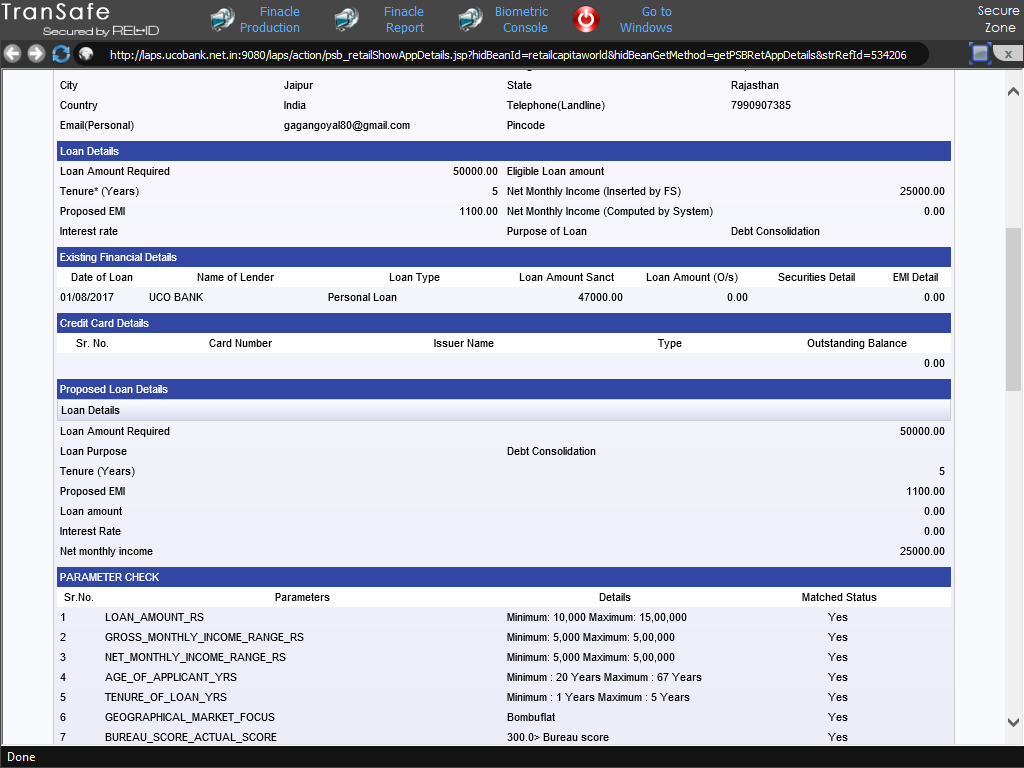 TranSafe
Secured by REL-ID
Finacle Production
Finacle Report
Biometric Console
Go to Windows
Secure Zone
http://laps.ucobank.net.in:9080/laps/action/psb_retailShowAppDetails.jsp?hidBeanId=retailcapitaworld&hidBeanGetMethod=getPSBRetAppDetails&strRefId=534206
x
City Jaipur State Rajasthan
Country India Telephone(Landline) 7990907385
Email(Personal) gagangoyal80@gmail.com Pincode
Loan Details
Loan Amount Required 50000.00 Eligible Loan amount
Tenure* (Years) 5 Net Monthly Income (Inserted by FS) 25000.00
Proposed EMI 1100.00 Net Monthly Income (Computed by System) 0.00
Interest rate Purpose of Loan Debt Consolidation
Existing Financial Details
Date of Loan Name of Lender Loan Type Loan Amount Sanct Loan Amount (O/s) Securities Detail EMI Detail
01/08/2017 UCO BANK Personal Loan 47000.00 0.00 0.00
Credit Card Details
Sr. No. Card Number Issuer Name Type Outstanding Balance
0.00
Proposed Loan Details
Loan Details
Loan Amount Required 50000.00
Loan Purpose Debt Consolidation
Tenure (Years) 5
Proposed EMI 1100.00
Loan amount 0.00
Interest Rate 0.00
Net monthly income 25000.00
PARAMETER CHECK
Sr.No. Parameters Details Matched Status
1 LOAN_AMOUNT_RS Minimum: 10,000 Maximum: 15,00,000 Yes
2 GROSS_MONTHLY_INCOME_RANGE_RS Minimum: 5,000 Maximum: 5,00,000 Yes
3 NET_MONTHLY_INCOME_RANGE_RS Minimum: 5,000 Maximum: 5,00,000 Yes
4 AGE_OF_APPLICANT_YRS Minimum : 20 Years Maximum : 67 Years Yes
5 TENURE_OF_LOAN_YRS Minimum : 1 Years Maximum : 5 Years Yes
6 GEOGRAPHICAL_MARKET_FOCUS Bombuflat Yes
7 BUREAU_SCORE_ACTUAL_SCORE 300.0> Bureau score Yes
Done